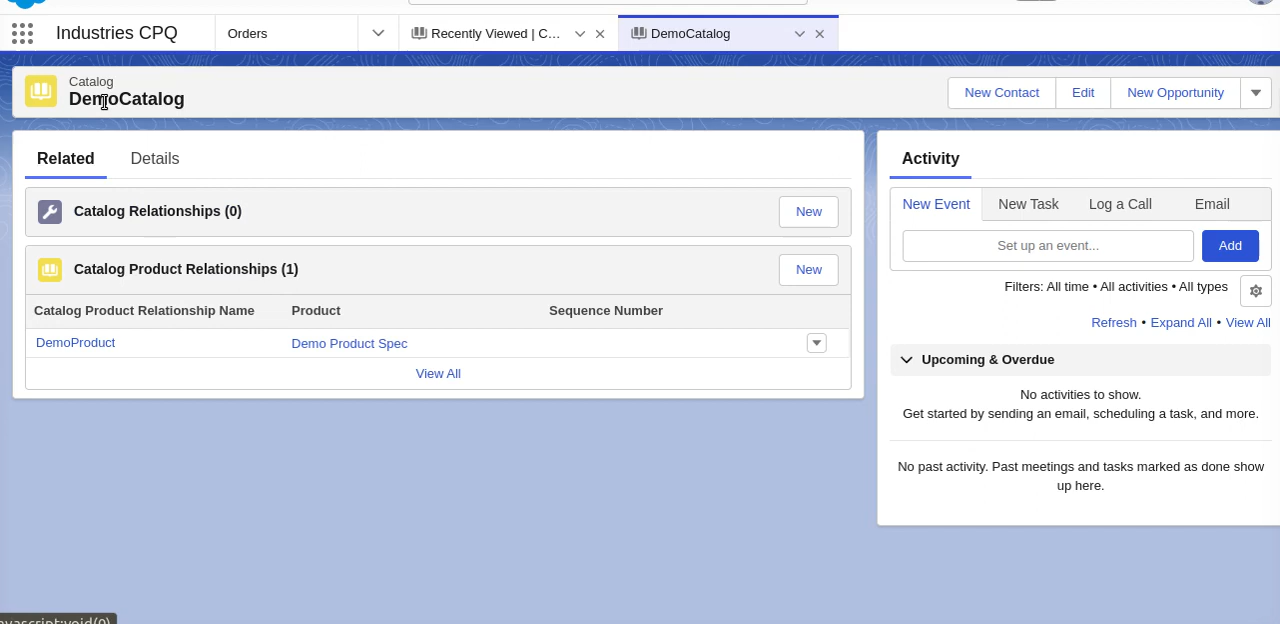 Industries CPQ
Orders
Recently Viewed | C...
DemoCatalog
Catalog
DemoCatalog
New Contact
Edit
New Opportunity
Related
Details
Catalog Relationships (0)
New
Catalog Product Relationships (1)
New
Catalog Product Relationship Name
Product
Sequence Number
DemoProduct
Demo Product Spec
View All
Activity
New Event
New Task
Log a Call
Email
Set up an event...
Add
Filters: All time • All activities • All types
Refresh • Expand All • View All
Upcoming & Overdue
No activities to show.
Get started by sending an email, scheduling a task, and more.
No past activity. Past meetings and tasks marked as done show
up here.